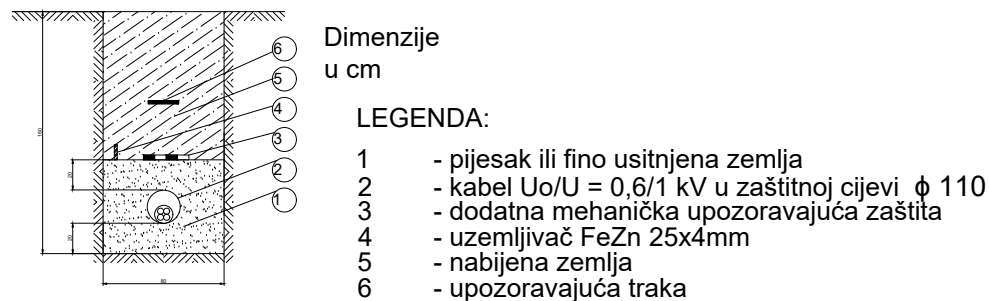 6
5
4
3
2
1
160
20
20
80
Dimenzije
u cm
LEGENDA:
1 - pijesak ili fino usitnjena zemlja
2 - kabel Uo/U = 0,6/1 kV u zaštitnoj cijevi ϕ 110
3 - dodatna mehanička upozoravajuća zaštita
4 - uzemljivač FeZn 25x4mm
5 - nabijena zemlja
6 - upozoravajuća traka